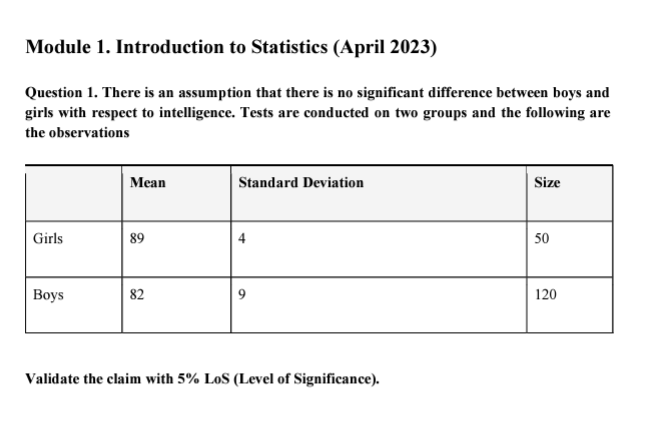 Module 1. Introduction to Statistics (April 2023)
Question 1. There is an assumption that there is no significant difference between boys and
girls with respect to intelligence. Tests are conducted on two groups and the following are
the observations
Mean Standard Deviation Size
Girls 89 4 50
Boys 82 9 120
Validate the claim with 5% LoS (Level of Significance).